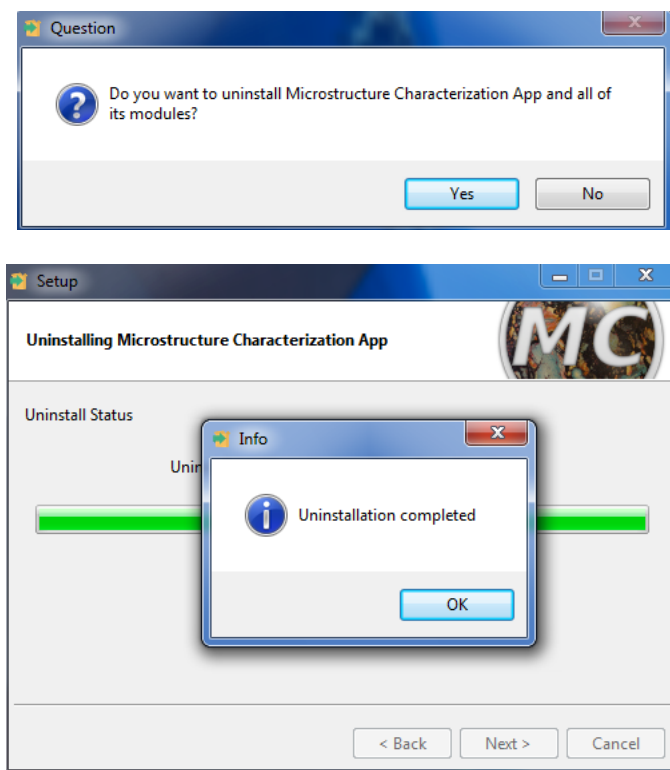 Question
Do you want to uninstall Microstructure Characterization App and all of
its modules?
Yes
No
Setup
Uninstalling Microstructure Characterization App
MC
Uninstall Status
Info
Uninstallation completed
OK
< Back
Next >
Cancel